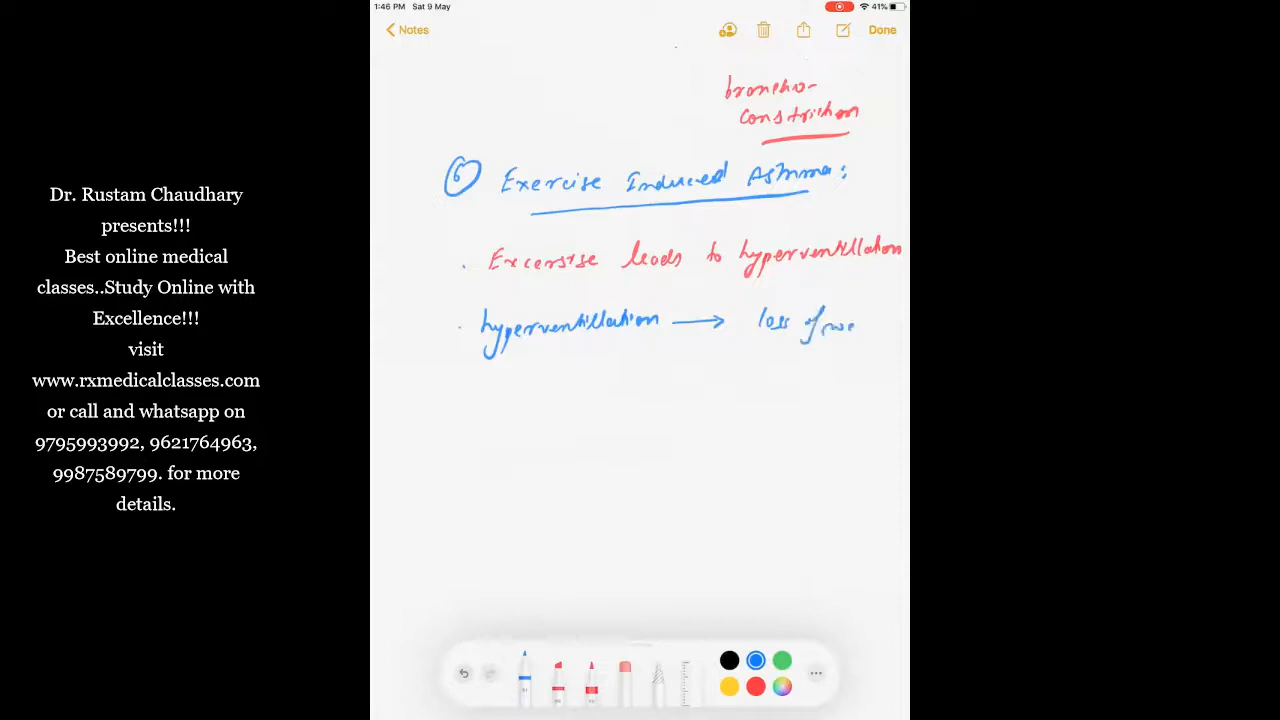 1:46 PM Sat 9 May
41%
Notes
Done
Dr. Rustam Chaudhary
presents!!!
Best online medical
classes..Study Online with
Excellence!!!
visit
www.rxmedicalclasses.com
or call and whatsapp on
9795993992, 9621764963,
9987589799. for more
details.
broncho-
constriction
6 Exercise Induced Asthma:
. Excersise leads to hyperventillation
. hyperventillation → loss of